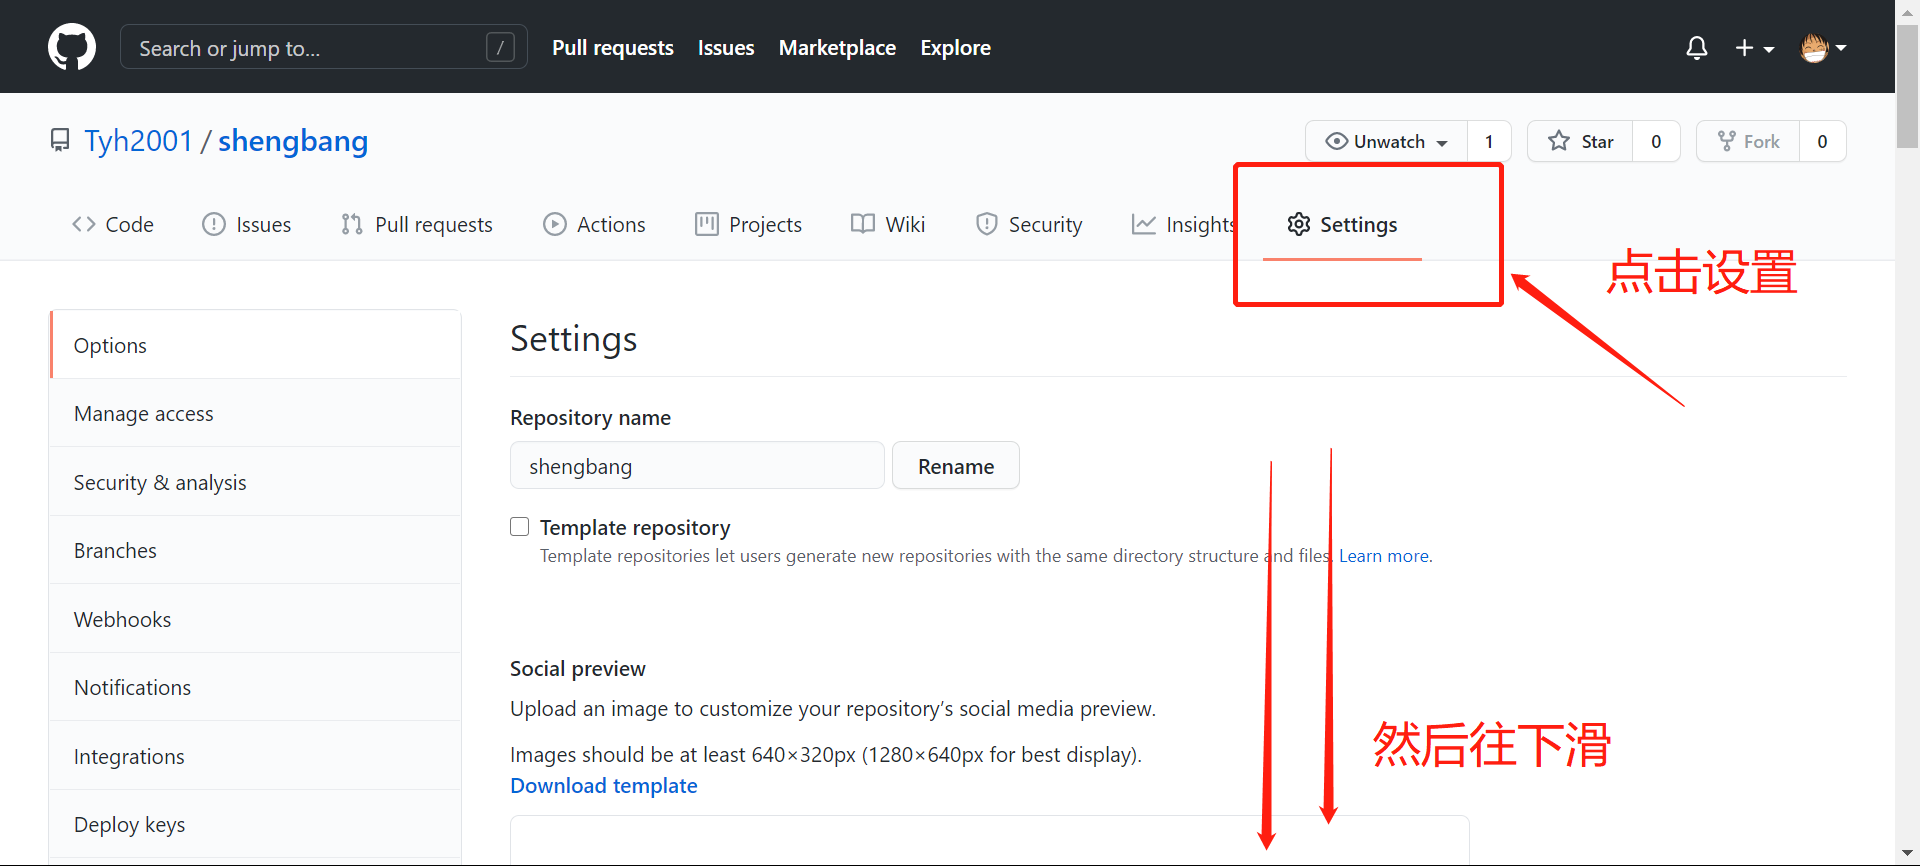 Search or jump to... /
Pull requests Issues Marketplace Explore
Tyh2001 / shengbang
Unwatch 1 Star 0 Fork 0
Code Issues Pull requests Actions Projects Wiki Security Insights Settings
点击设置
Options
Manage access
Security & analysis
Branches
Webhooks
Notifications
Integrations
Deploy keys
Settings
Repository name
shengbang Rename
Template repository
Template repositories let users generate new repositories with the same directory structure and files. Learn more.
Social preview
Upload an image to customize your repository’s social media preview.
Images should be at least 640×320px (1280×640px for best display).
Download template
然后往下滑